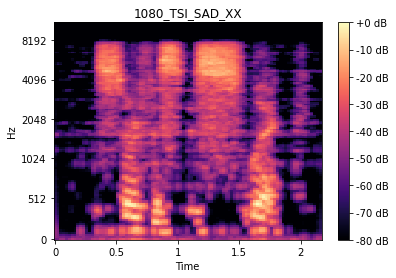 1080_TSI_SAD_XX
8192
4096
2048
1024
512
0
Hz
0
0.5
1
1.5
2
Time
+0 dB
-10 dB
-20 dB
-30 dB
-40 dB
-50 dB
-60 dB
-70 dB
-80 dB